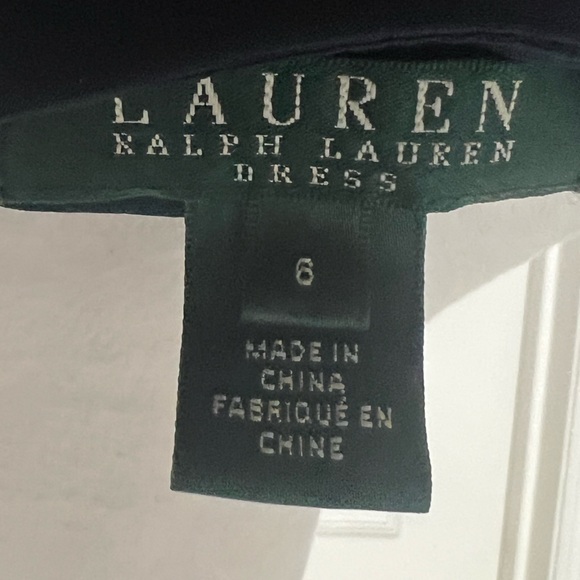 LAUREN
RALPH LAUREN
DRESS
6
MADE IN
CHINA
FABRIQUÉ EN
CHINE